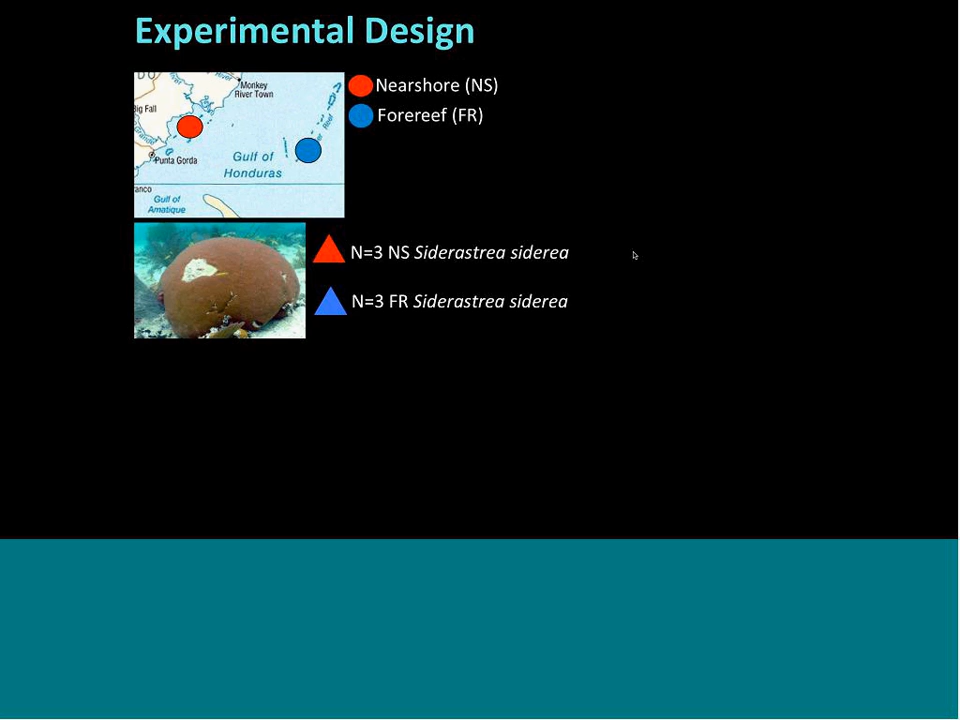 Experimental Design
Nearshore (NS)
Forereef (FR)
Monkey
River Town
Big Fall
Punta Gorda
Gulf of
Honduras
Gulf of
Amatique
N=3 NS Siderastrea siderea
N=3 FR Siderastrea siderea